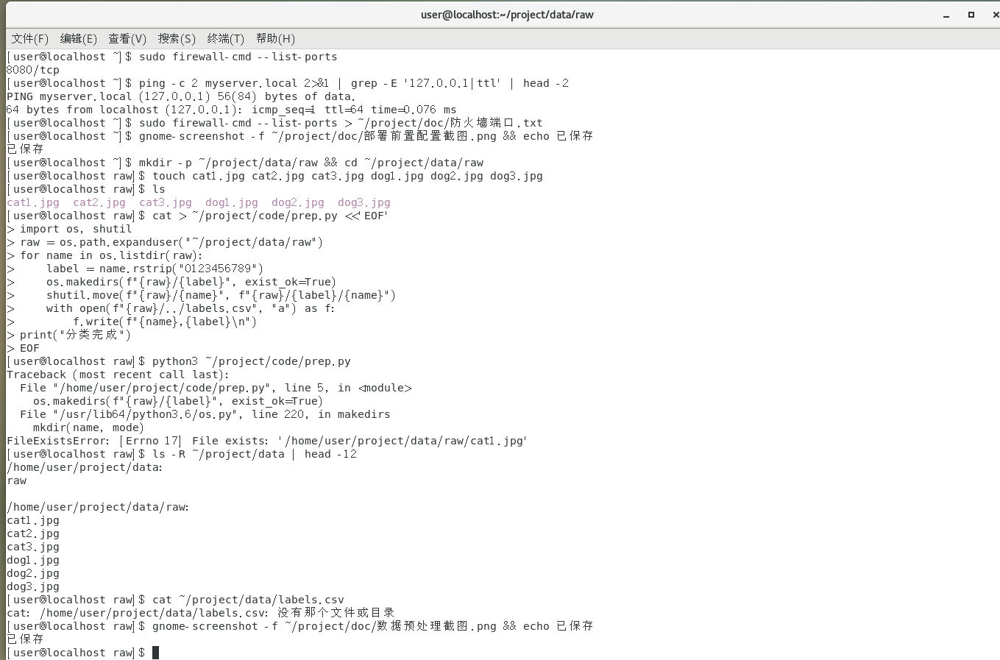 user@localhost:~/project/data/raw
文件(F) 编辑(E) 查看(V) 搜索(S) 终端(T) 帮助(H)
[user@localhost ~]$ sudo firewall-cmd --list-ports
8080/tcp
[user@localhost ~]$ ping -c 2 myserver.local 2>&1 | grep -E '127.0.0.1|ttl' | head -2
PING myserver.local (127.0.0.1) 56(84) bytes of data.
64 bytes from localhost (127.0.0.1): icmp_seq=1 ttl=64 time=0.076 ms
[user@localhost ~]$ sudo firewall-cmd --list-ports > ~/project/doc/防火墙端口.txt
[user@localhost ~]$ gnome-screenshot -f ~/project/doc/部署前置配置截图.png && echo 已保存
已保存
[user@localhost ~]$ mkdir -p ~/project/data/raw && cd ~/project/data/raw
[user@localhost raw]$ touch cat1.jpg cat2.jpg cat3.jpg dog1.jpg dog2.jpg dog3.jpg
[user@localhost raw]$ ls
cat1.jpg  cat2.jpg  cat3.jpg  dog1.jpg  dog2.jpg  dog3.jpg
[user@localhost raw]$ cat > ~/project/code/prep.py <<'EOF'
> import os, shutil
> raw = os.path.expanduser("~/project/data/raw")
> for name in os.listdir(raw):
>     label = name.rstrip("0123456789")
>     os.makedirs(f"{raw}/{label}", exist_ok=True)
>     shutil.move(f"{raw}/{name}", f"{raw}/{label}/{name}")
>     with open(f"{raw}/../labels.csv", "a") as f:
>         f.write(f"{name},{label}\n")
> print("分类完成")
> EOF
[user@localhost raw]$ python3 ~/project/code/prep.py
Traceback (most recent call last):
  File "/home/user/project/code/prep.py", line 5, in <module>
    os.makedirs(f"{raw}/{label}", exist_ok=True)
  File "/usr/lib64/python3.6/os.py", line 220, in makedirs
    mkdir(name, mode)
FileExistsError: [Errno 17] File exists: '/home/user/project/data/raw/cat1.jpg'
[user@localhost raw]$ ls -R ~/project/data | head -12
/home/user/project/data:
raw

/home/user/project/data/raw:
cat1.jpg
cat2.jpg
cat3.jpg
dog1.jpg
dog2.jpg
dog3.jpg
[user@localhost raw]$ cat ~/project/data/labels.csv
cat: /home/user/project/data/labels.csv: 没有那个文件或目录
[user@localhost raw]$ gnome-screenshot -f ~/project/doc/数据预处理截图.png && echo 已保存
已保存
[user@localhost raw]$